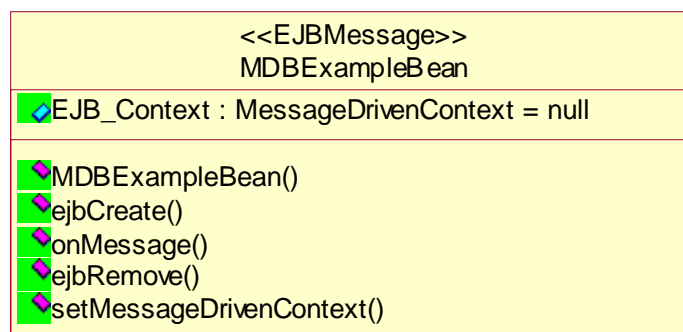 <<EJBMessage>>
MDBExampleBean
EJB_Context : MessageDrivenContext = null
MDBExampleBean()
ejbCreate()
onMessage()
ejbRemove()
setMessageDrivenContext()